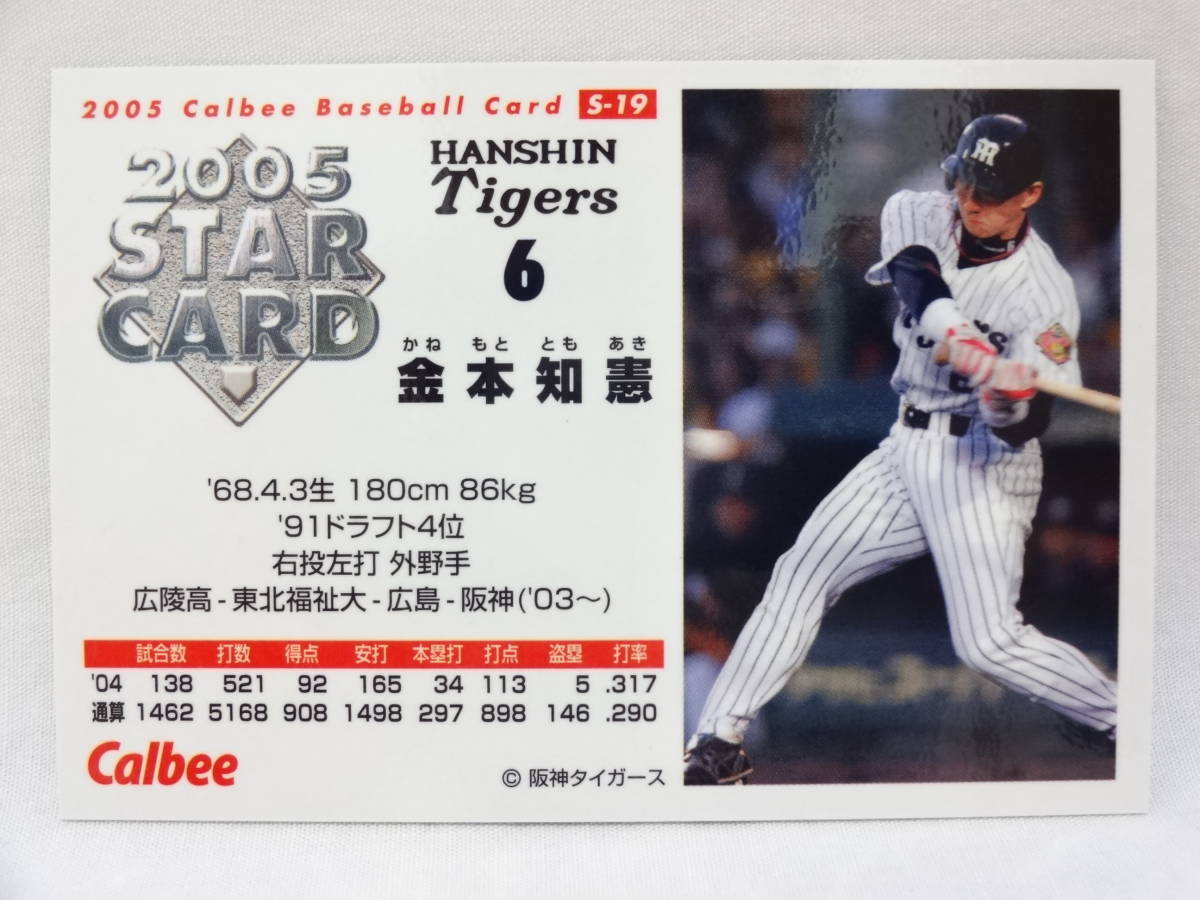 2005 Calbee Baseball Card S-19
2005
STAR
CARD
HANSHIN
Tigers
6
かね もと とも あき
金本知憲
'68.4.3生 180cm 86kg
'91ドラフト4位
右投左打 外野手
広陵高-東北福祉大-広島-阪神('03〜)
試合数 打数 得点 安打 本塁打 打点 盗塁 打率
'04 138 521 92 165 34 113 5 .317
通算 1462 5168 908 1498 297 898 146 .290
Calbee
© 阪神タイガース